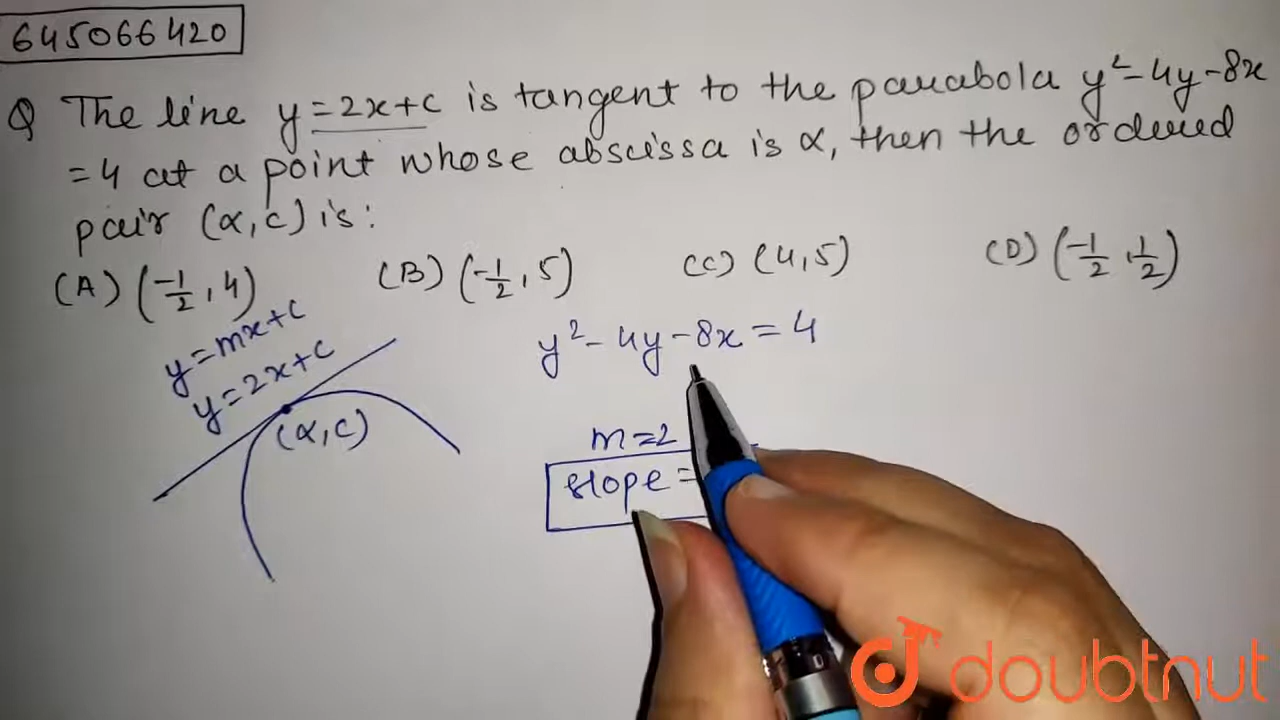 645066420
Q The line y=2x+c is tangent to the parabola y²-4y-8x
=4 at a point whose abscissa is α, then the ordered
pair (α,c) is:
(A) (-1/2, 4) (B) (-1/2, 5) (C) (4,5) (D) (-1/2, 1/2)
y=mx+c
y=2x+c
(α,c)
y²-4y-8x=4
m=2
slope=
doubtnut